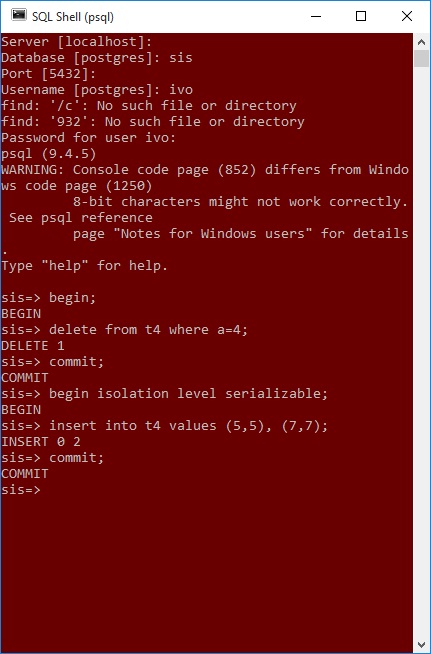 SQL Shell (psql)
Server [localhost]:
Database [postgres]: sis
Port [5432]:
Username [postgres]: ivo
find: '/c': No such file or directory
find: '932': No such file or directory
Password for user ivo:
psql (9.4.5)
WARNING: Console code page (852) differs from Windo
ws code page (1250)
         8-bit characters might not work correctly.
 See psql reference
         page "Notes for Windows users" for details
.
Type "help" for help.
sis=> begin;
BEGIN
sis=> delete from t4 where a=4;
DELETE 1
sis=> commit;
COMMIT
sis=> begin isolation level serializable;
BEGIN
sis=> insert into t4 values (5,5), (7,7);
INSERT 0 2
sis=> commit;
COMMIT
sis=>